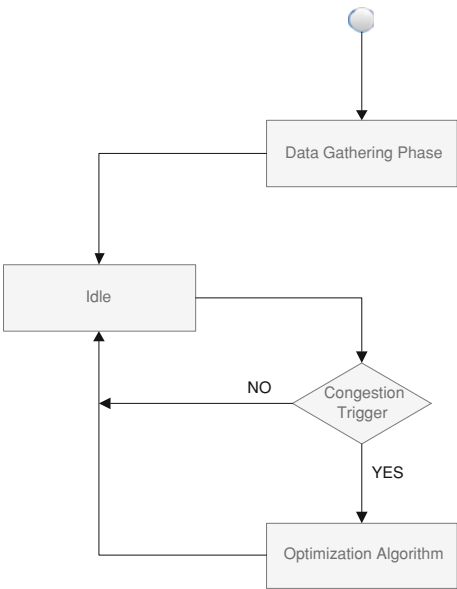 Data Gathering Phase
Idle
NO
Congestion
Trigger
YES
Optimization Algorithm